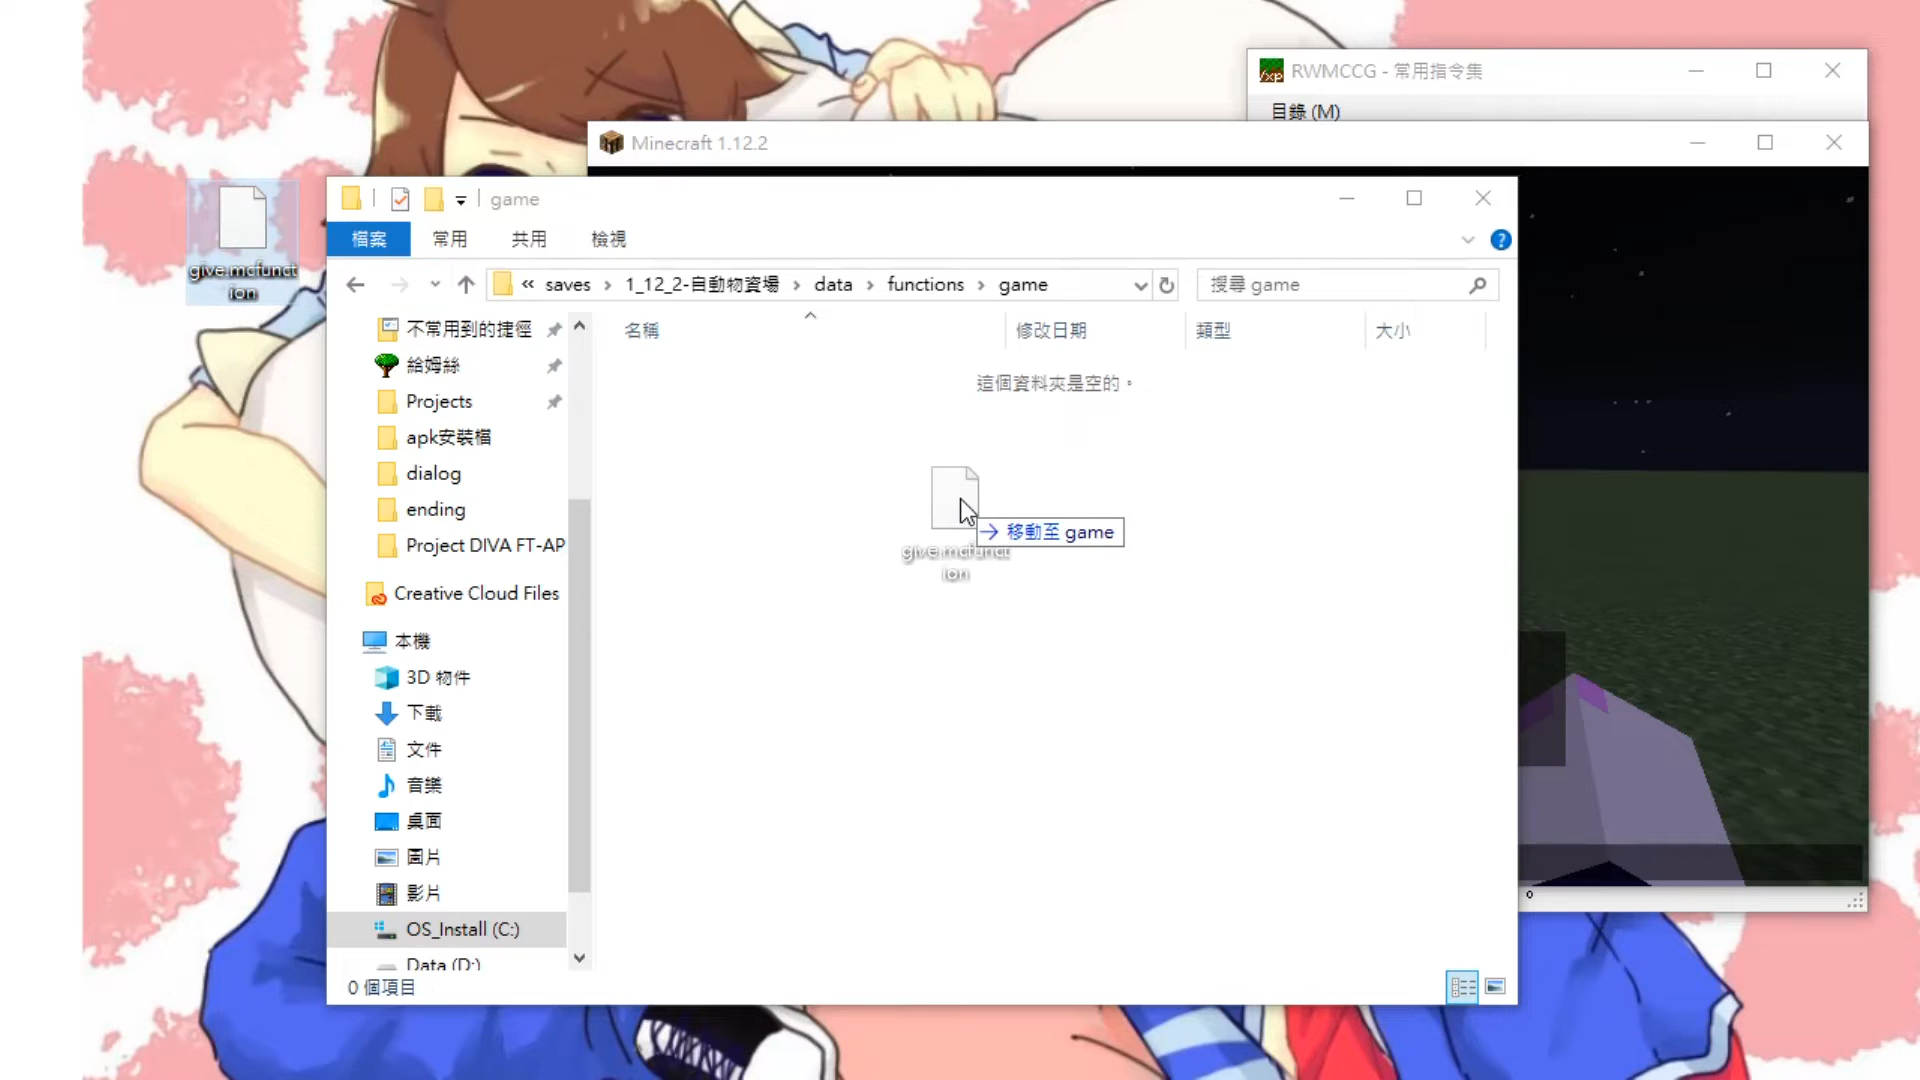 RWMCCG - 常用指令集
目錄 (M)
Minecraft 1.12.2
give.mcfunct
ion
game
檔案
常用
共用
檢視
« saves › 1_12_2-自動物資場 › data › functions › game
搜尋 game
名稱
修改日期
類型
大小
這個資料夾是空的。
不常用到的捷徑
給姆絲
Projects
apk安裝檔
dialog
ending
Project DIVA FT-AP
Creative Cloud Files
本機
3D 物件
下載
文件
音樂
桌面
圖片
影片
OS_Install (C:)
Data (D:)
give.mcfunct
ion
移動至 game
0 個項目